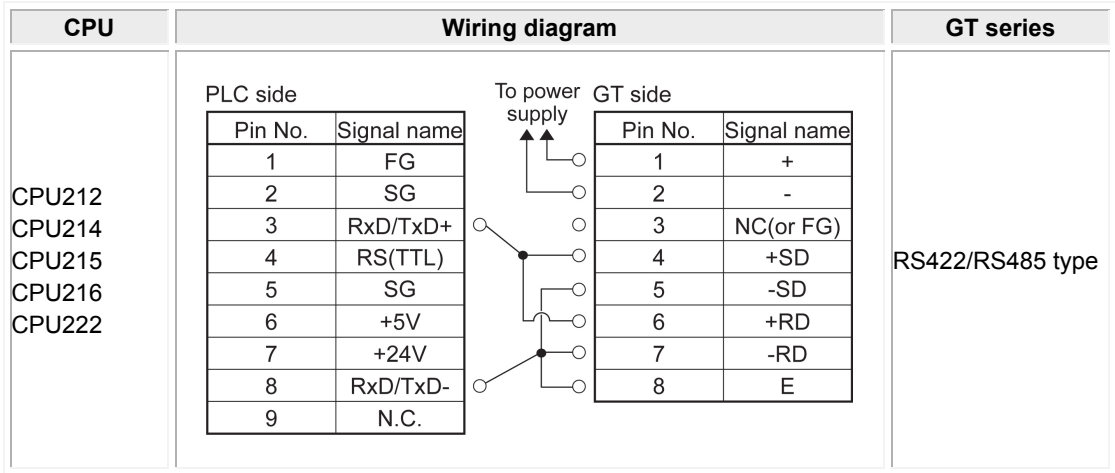 CPU Wiring diagram GT series
PLC side To power supply GT side
Pin No. Signal name Pin No. Signal name
1 FG 1 +
2 SG 2 -
3 RxD/TxD+ 3 NC(or FG)
4 RS(TTL) 4 +SD
5 SG 5 -SD
6 +5V 6 +RD
7 +24V 7 -RD
8 RxD/TxD- 8 E
9 N.C.
CPU212
CPU214
CPU215
CPU216
CPU222
RS422/RS485 type